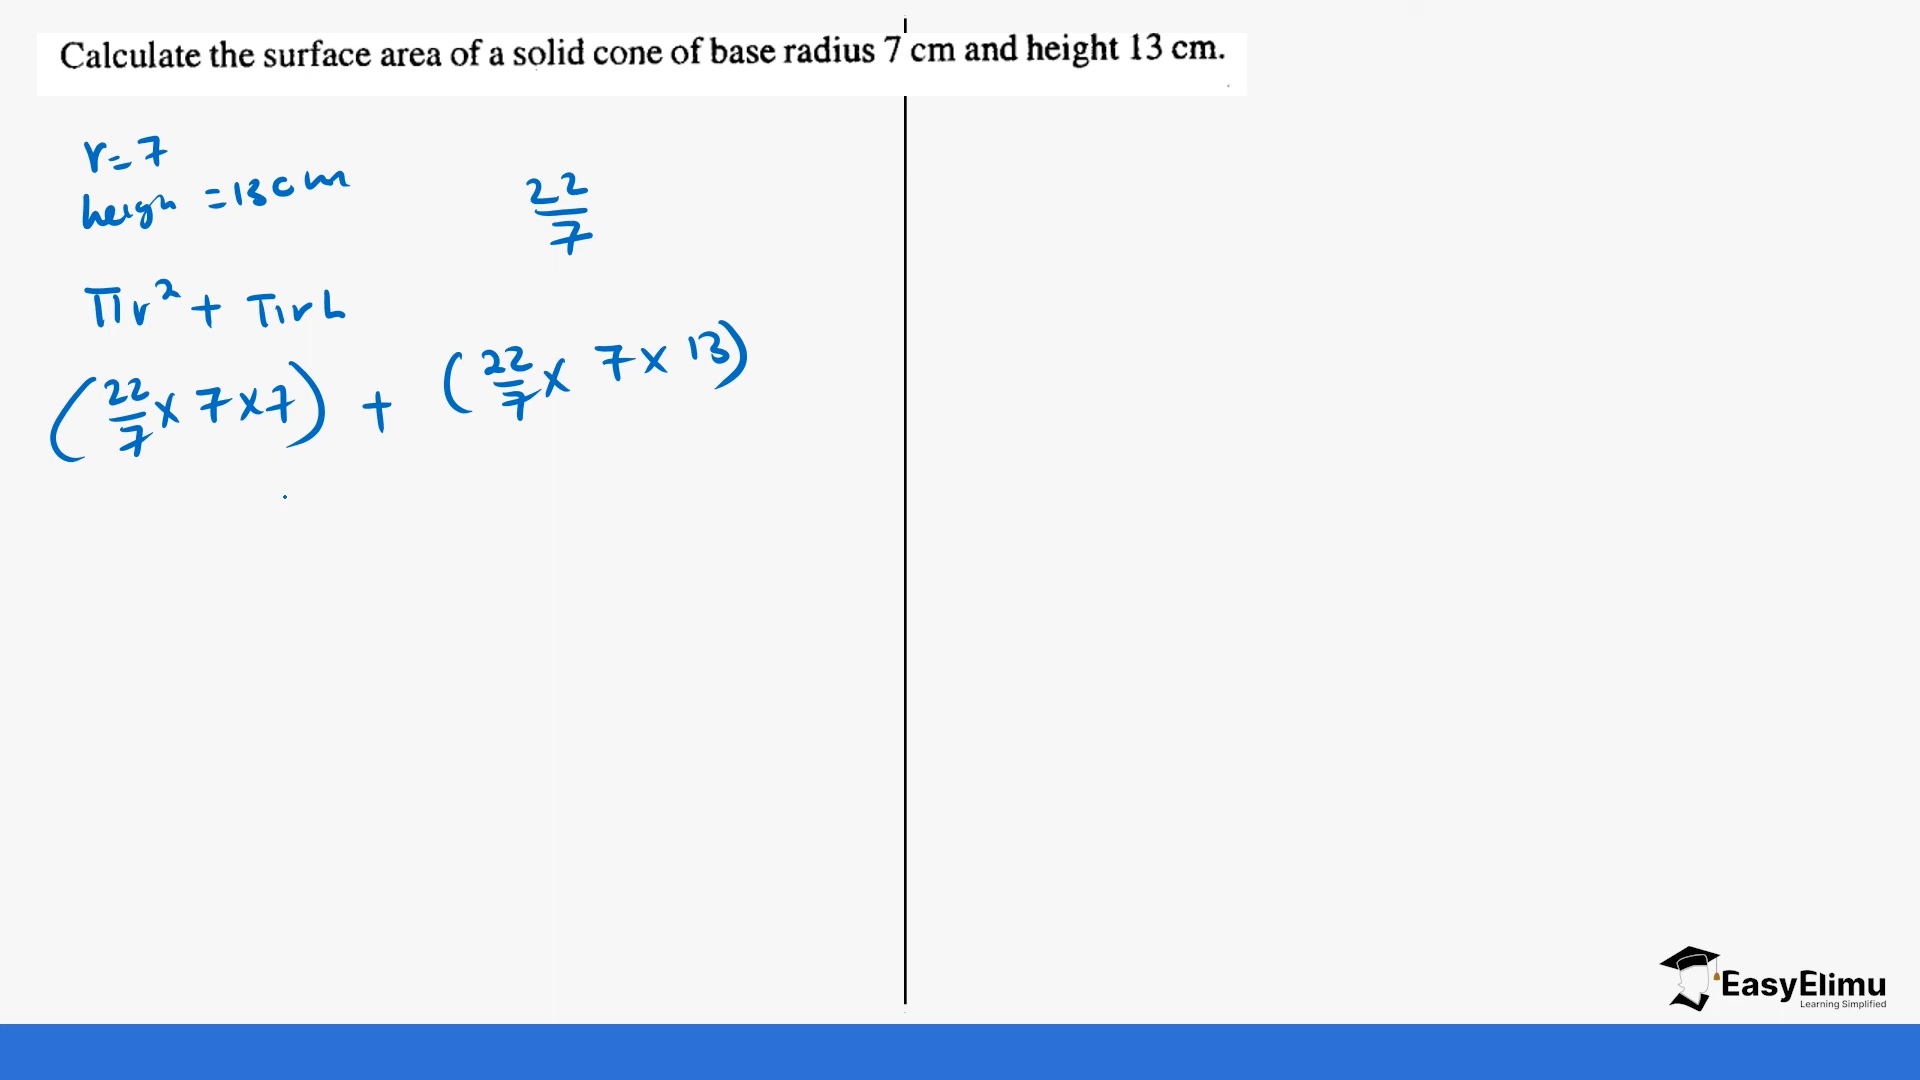 Calculate the surface area of a solid cone of base radius 7 cm and height 13 cm.
r=7
heigh =13cm
22/7
πr² + πrh
(22/7 x 7x7) + (22/7 x 7x 13)
EasyElimu
Learning Simplified